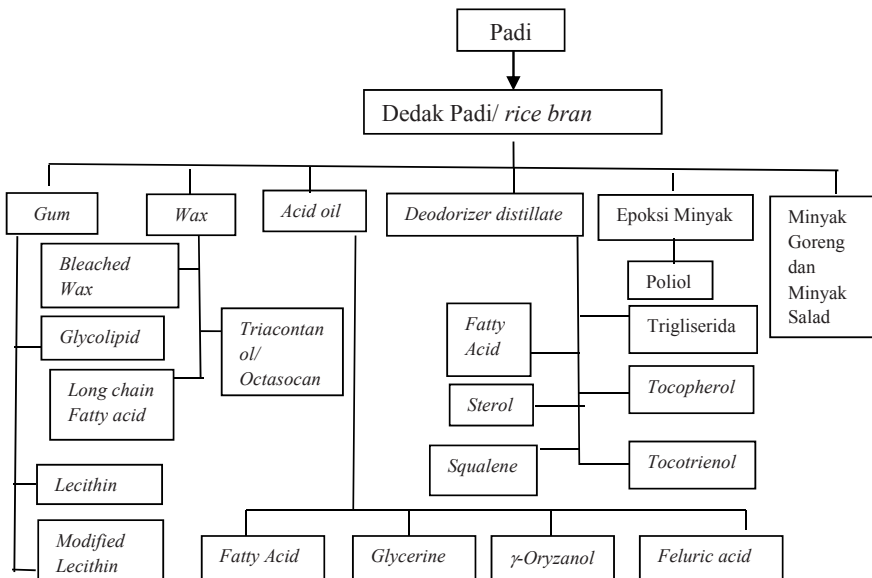 Padi
Dedak Padi/ rice bran
Gum
Wax
Acid oil
Deodorizer distillate
Epoksi Minyak
Minyak
Goreng
dan
Minyak
Salad
Bleached
Wax
Poliol
Glycolipid
Triacontan
ol/
Octasocan
Fatty
Acid
Trigliserida
Long chain
Fatty acid
Sterol
Tocopherol
Squalene
Tocotrienol
Lecithin
Modified
Lecithin
Fatty Acid
Glycerine
γ-Oryzanol
Feluric acid